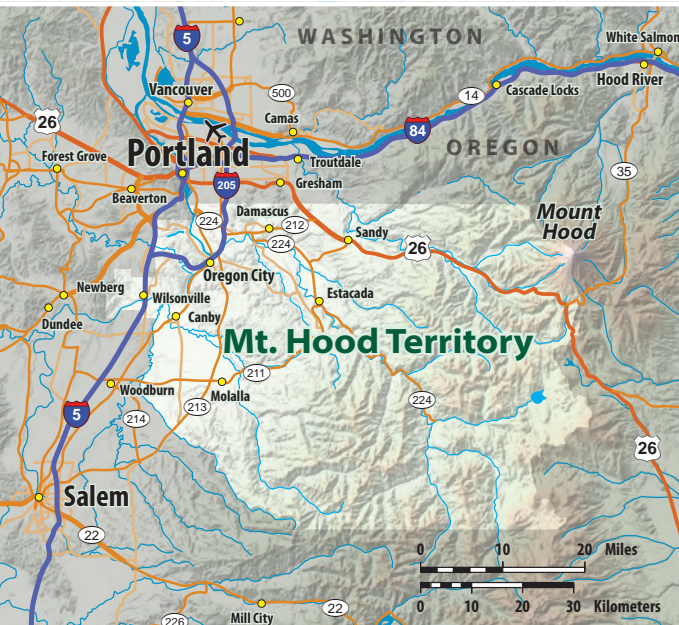 WASHINGTON
5
White Salmon
Hood River
Vancouver
500
14
Cascade Locks
26
Camas
84
Portland
OREGON
Forest Grove
Troutdale
35
205
Gresham
Beaverton
Damascus
Mount
Hood
224
212
Sandy
224
26
Oregon City
Newberg
Wilsonville
Estacada
Dundee
Canby
Mt. Hood Territory
211
Woodburn
Molalla
5
214
213
224
26
Salem
22
0 10 20 Miles
0 10 20 30 Kilometers
Mill City
22
226